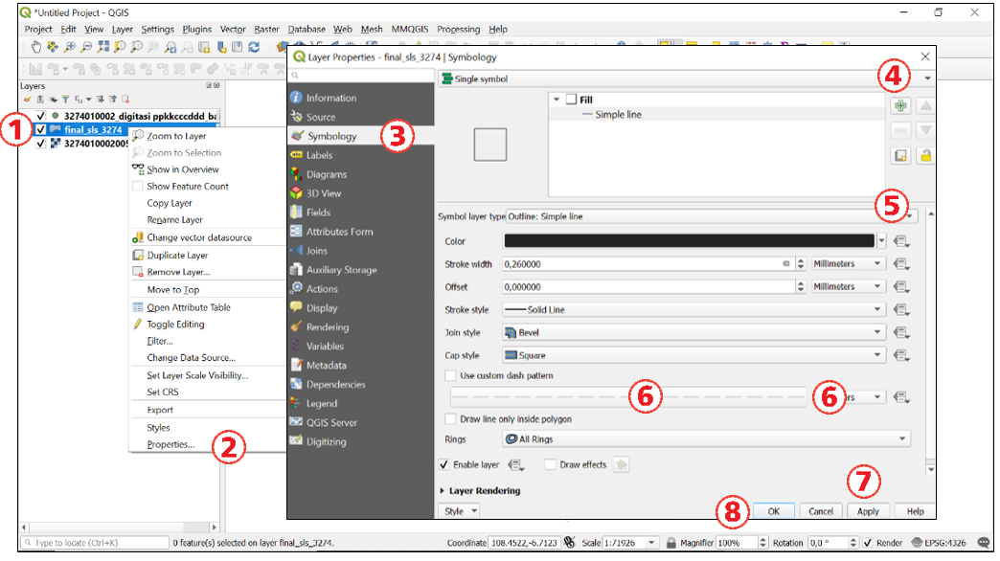 *Untitled Project - QGIS
Project Edit View Layer Settings Plugins Vector Raster Database Web Mesh MMQGIS Processing Help
Layers
3274010002_digitasi ppkkcccddd_ba
1
final_sls_3274
3274010002005
Zoom to Layer
Zoom to Selection
Show in Overview
Show Feature Count
Copy Layer
Rename Layer
Change vector datasource
Duplicate Layer
Remove Layer...
Move to Top
Open Attribute Table
Toggle Editing
Filter...
Change Data Source...
Set Layer Scale Visibility...
Set CRS
Export
Styles
Properties...
2
Layer Properties - final_sls_3274 | Symbology
Information
Source
Symbology
3
Labels
Diagrams
3D View
Fields
Attributes Form
Joins
Auxiliary Storage
Actions
Display
Rendering
Variables
Metadata
Dependencies
Legend
QGIS Server
Digitizing
Single symbol
4
Fill
Simple line
5
Symbol layer type Outline: Simple line
Color
Stroke width 0,260000 Millimeters
Offset 0,000000 Millimeters
Stroke style Solid Line
Join style Bevel
Cap style Square
Use custom dash pattern
6 6
Draw line only inside polygon
Rings All Rings
Enable layer Draw effects
Layer Rendering
7
Style 8 OK Cancel Apply Help
Type to locate (Ctrl+K) 0 feature(s) selected on layer final_sls_3274. Coordinate 108.4522,-6.7123 Scale 1:71926 Magnifier 100% Rotation 0,0 ° Render EPSG:4326